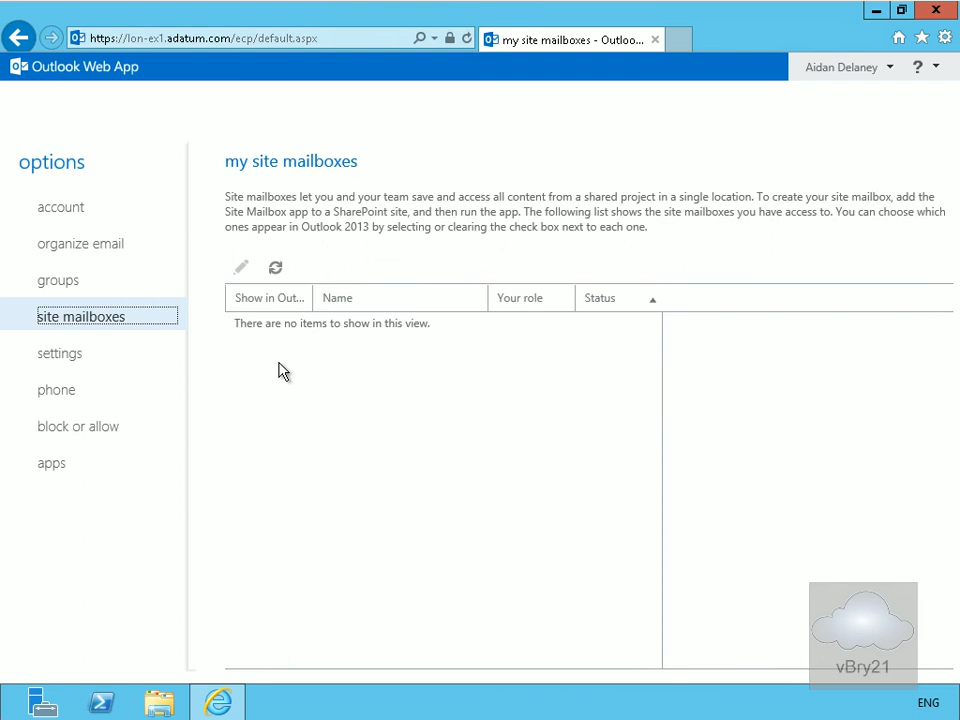 https://lon-ex1.adatum.com/ecp/default.aspx
my site mailboxes - Outloo...
Outlook Web App
Aidan Delaney
?
options
account
organize email
groups
site mailboxes
settings
phone
block or allow
apps
my site mailboxes
Site mailboxes let you and your team save and access all content from a shared project in a single location. To create your site mailbox, add the
Site Mailbox app to a SharePoint site, and then run the app. The following list shows the site mailboxes you have access to. You can choose which
ones appear in Outlook 2013 by selecting or clearing the check box next to each one.
Show in Out... Name Your role Status
There are no items to show in this view.
vBry21
ENG